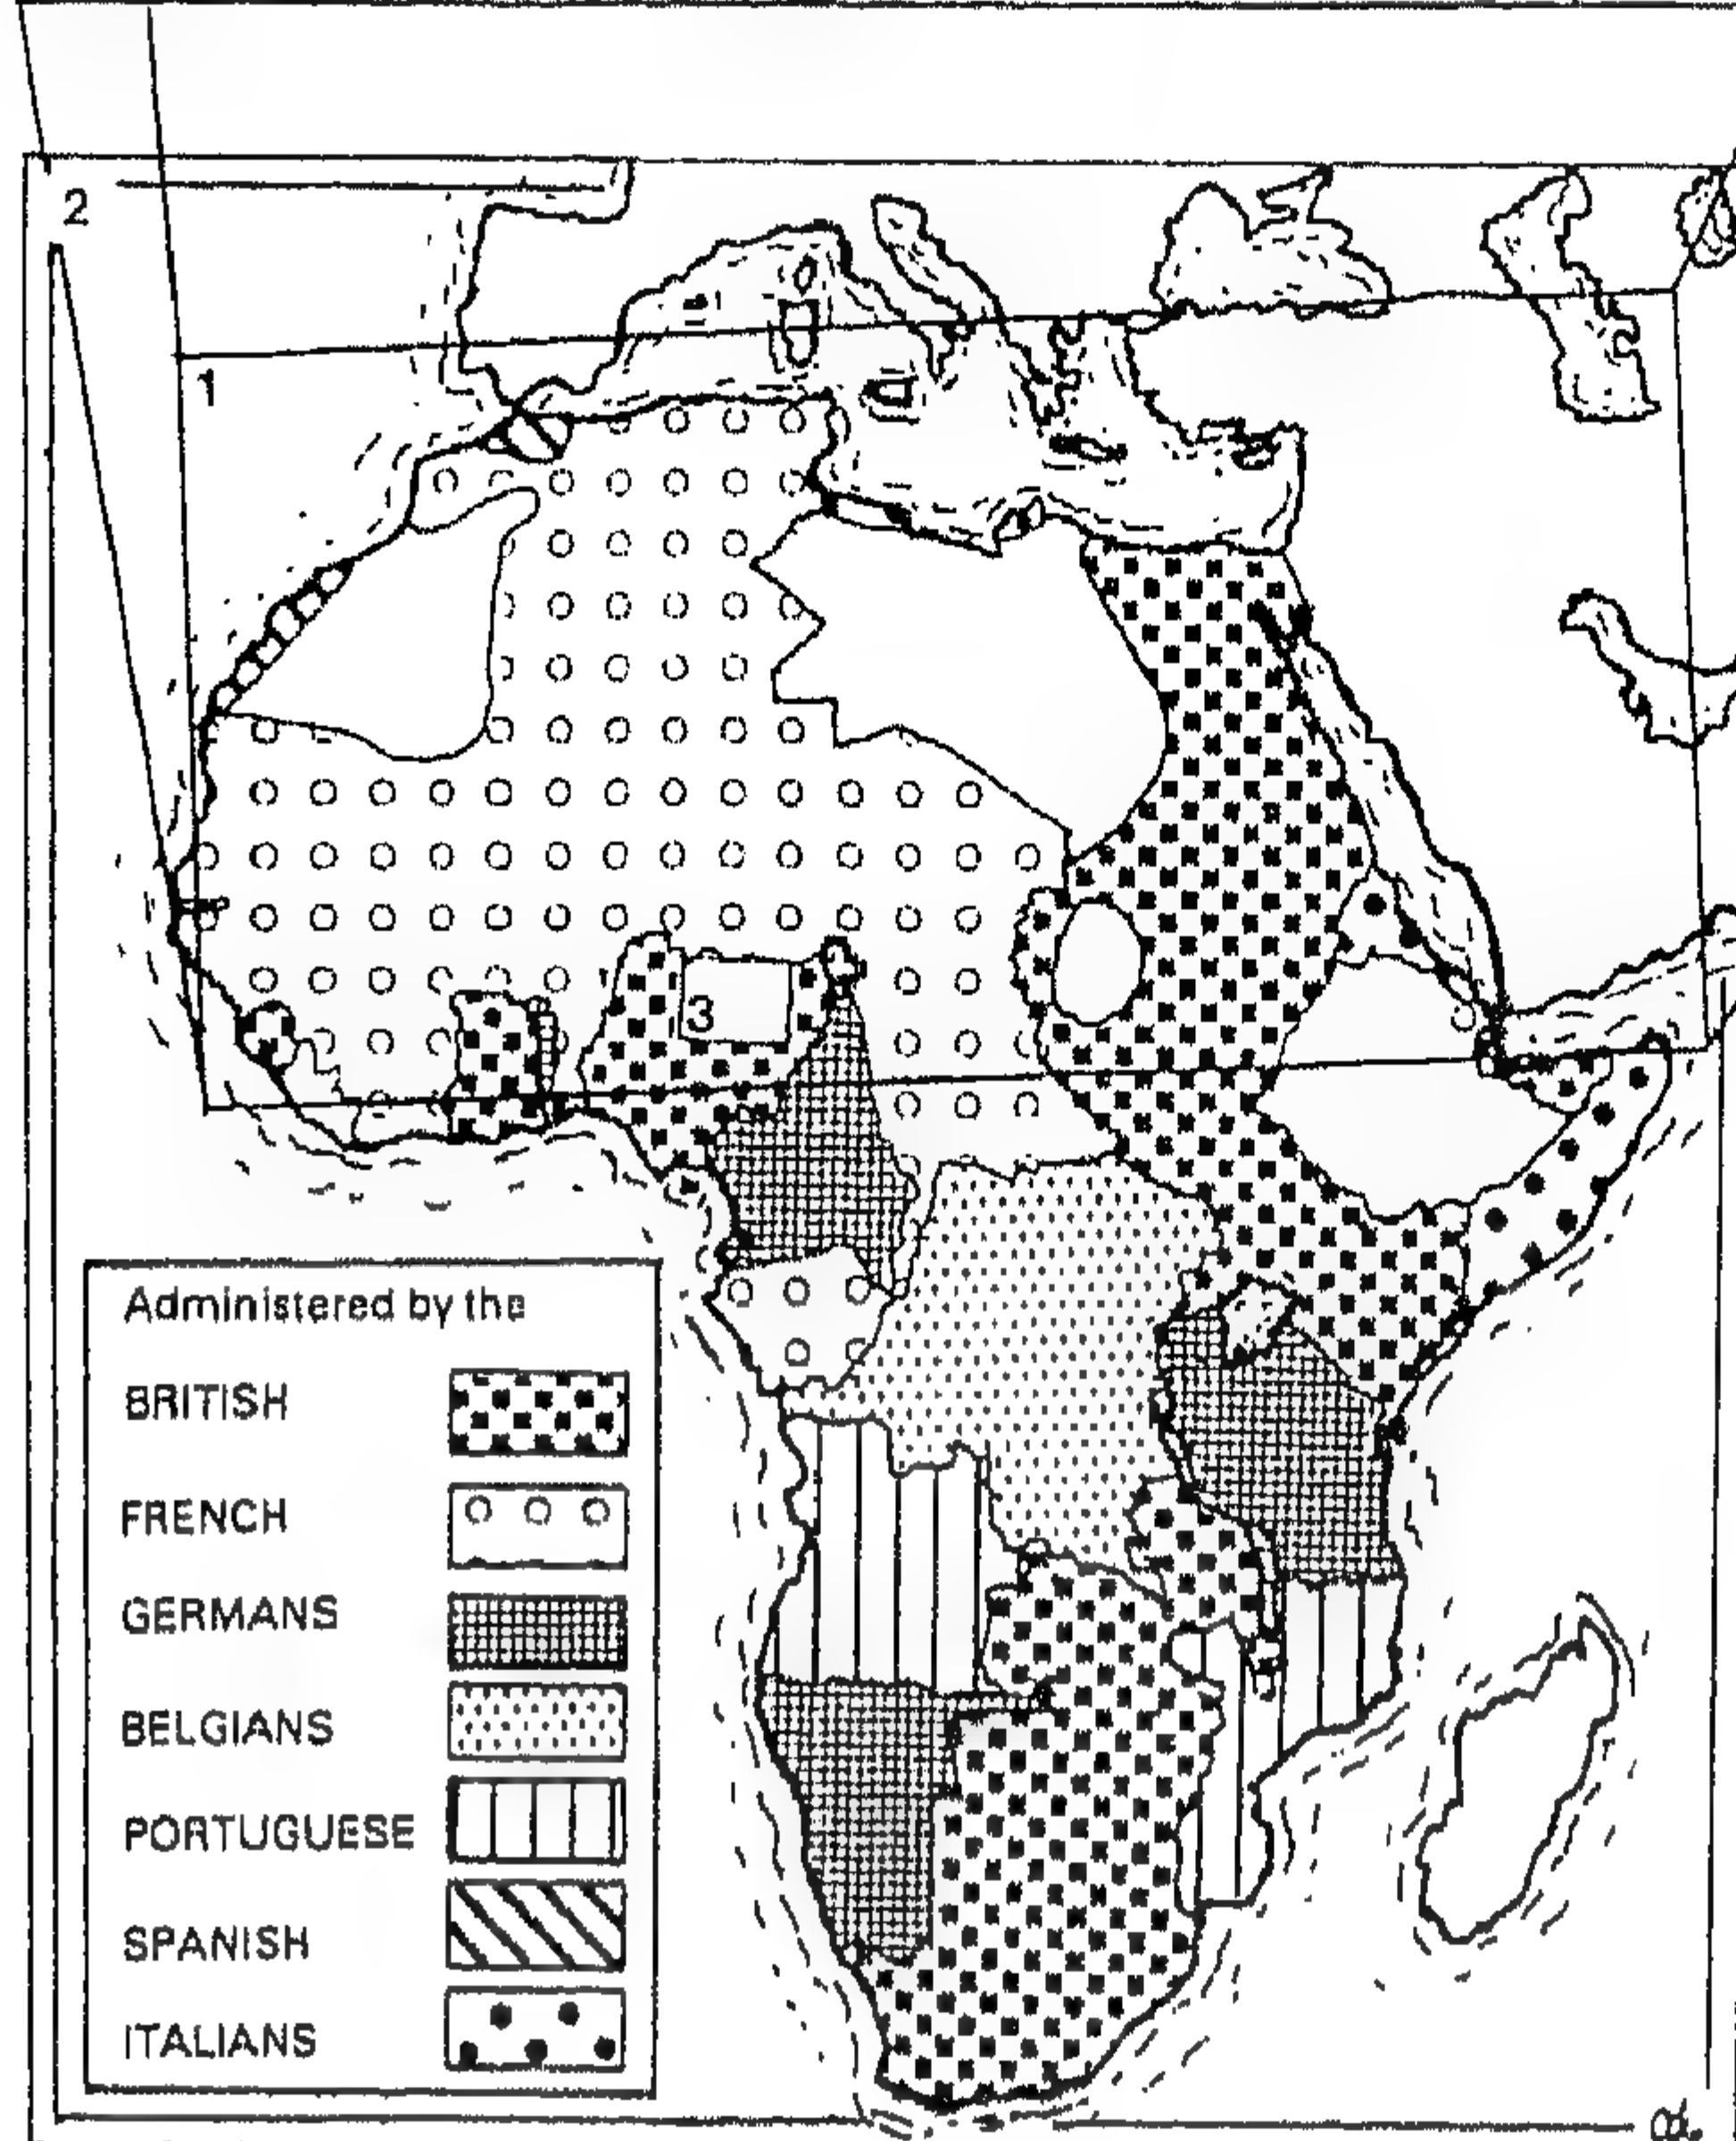 2
1
3
Administered by the
BRITISH
FRENCH
GERMANS
BELGIANS
PORTUGUESE
SPANISH
ITALIANS